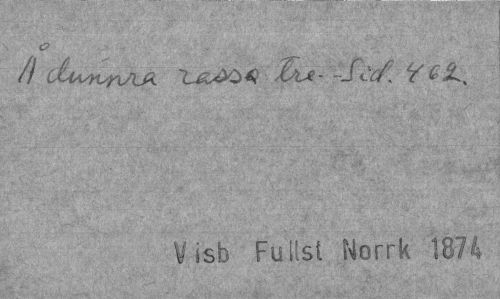 Å dunnra rassa tre - Sid. 462.
Visb Fullst Norrk 1874